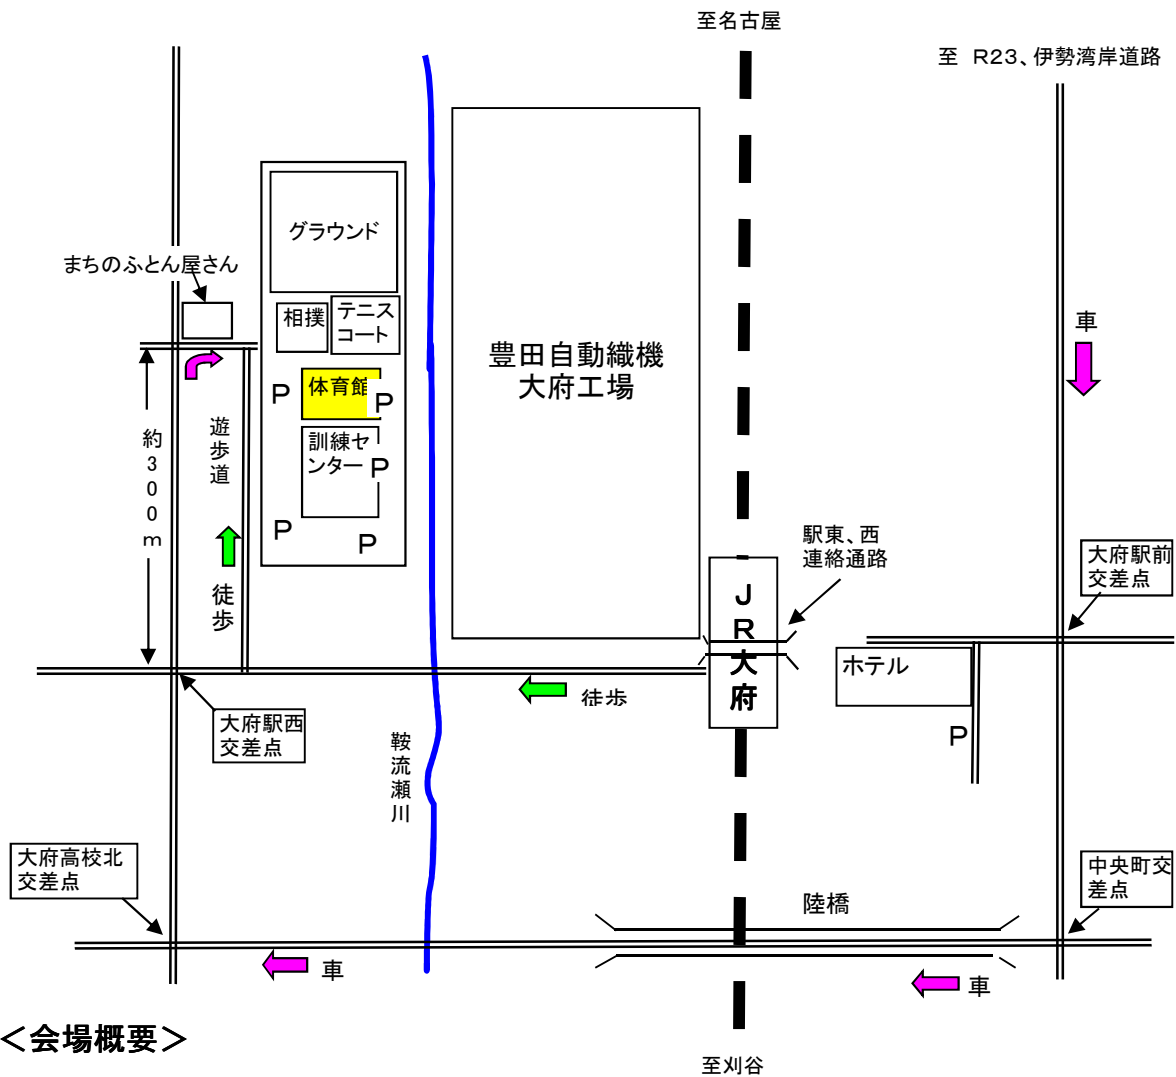 至名古屋
至 R23、伊勢湾岸道路
グラウンド
まちのふとん屋さん
相撲
テニス
コート
車
豊田自動織機
大府工場
体育館
P
P
約300m
遊歩道
訓練セ
ンター
P
P
P
徒歩
駅東、西
連絡通路
大府駅前
交差点
JR大府
ホテル
徒歩
大府駅西
交差点
P
鞍流瀬川
大府高校北
交差点
中央町交
差点
陸橋
車
車
<会場概要>
至刈谷